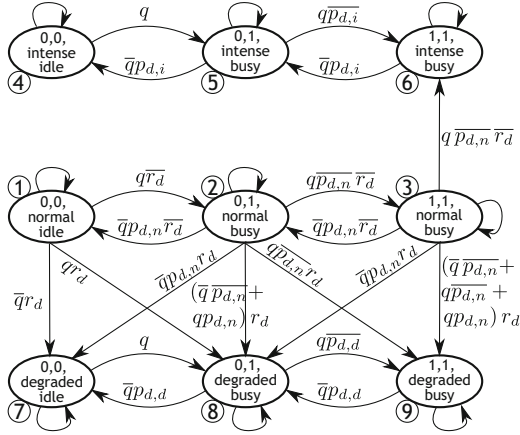 q
q p̅_{d,i}
0,0,
intense
idle
0,1,
intense
busy
1,1,
intense
busy
4
q̅p_{d,i}
5
q̅p_{d,i}
6
q p̅_{d,n} r̅_d
1
q r̅_d
2
q p̅_{d,n} r̅_d
3
0,0,
normal
idle
0,1,
normal
busy
1,1,
normal
busy
q̅p_{d,n} r̅_d
q̅p_{d,n} r̅_d
q̅r_d
qr_d
q̅p_{d,n}r_d
(q̅ p̅_{d,n}+
qp_{d,n}) r_d
q p̅_{d,n}r_d
q̅p_{d,n}r_d
(q̅ p̅_{d,n}+
q p̅_{d,n} +
qp_{d,n}) r_d
q
q p̅_{d,d}
0,0,
degraded
idle
0,1,
degraded
busy
1,1,
degraded
busy
7
q̅p_{d,d}
8
q̅p_{d,d}
9